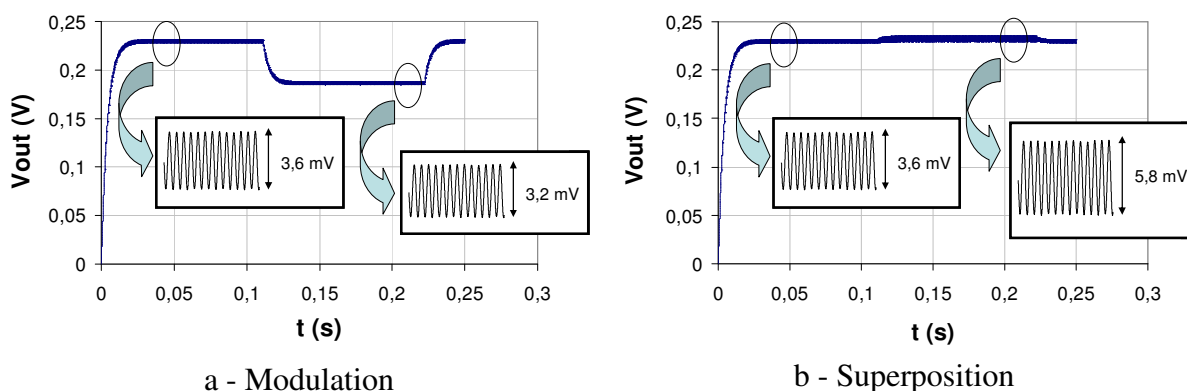 0,25
0,2
0,15
0,1
0,05
0
Vout (V)
3,6 mV
3,2 mV
0 0,05 0,1 0,15 0,2 0,25 0,3
t (s)
a - Modulation
0,25
0,2
0,15
0,1
0,05
0
Vout (V)
3,6 mV
5,8 mV
0 0,05 0,1 0,15 0,2 0,25 0,3
t (s)
b - Superposition